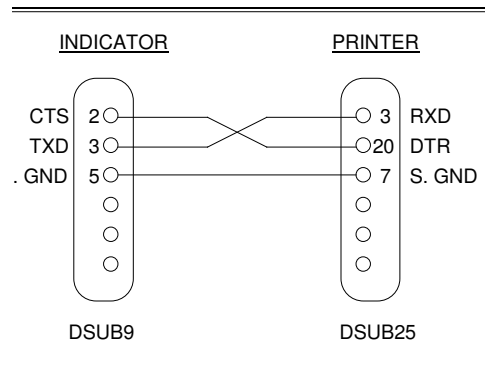 INDICATOR PRINTER
CTS 2 3 RXD
TXD 3 20 DTR
. GND 5 7 S. GND
DSUB9 DSUB25